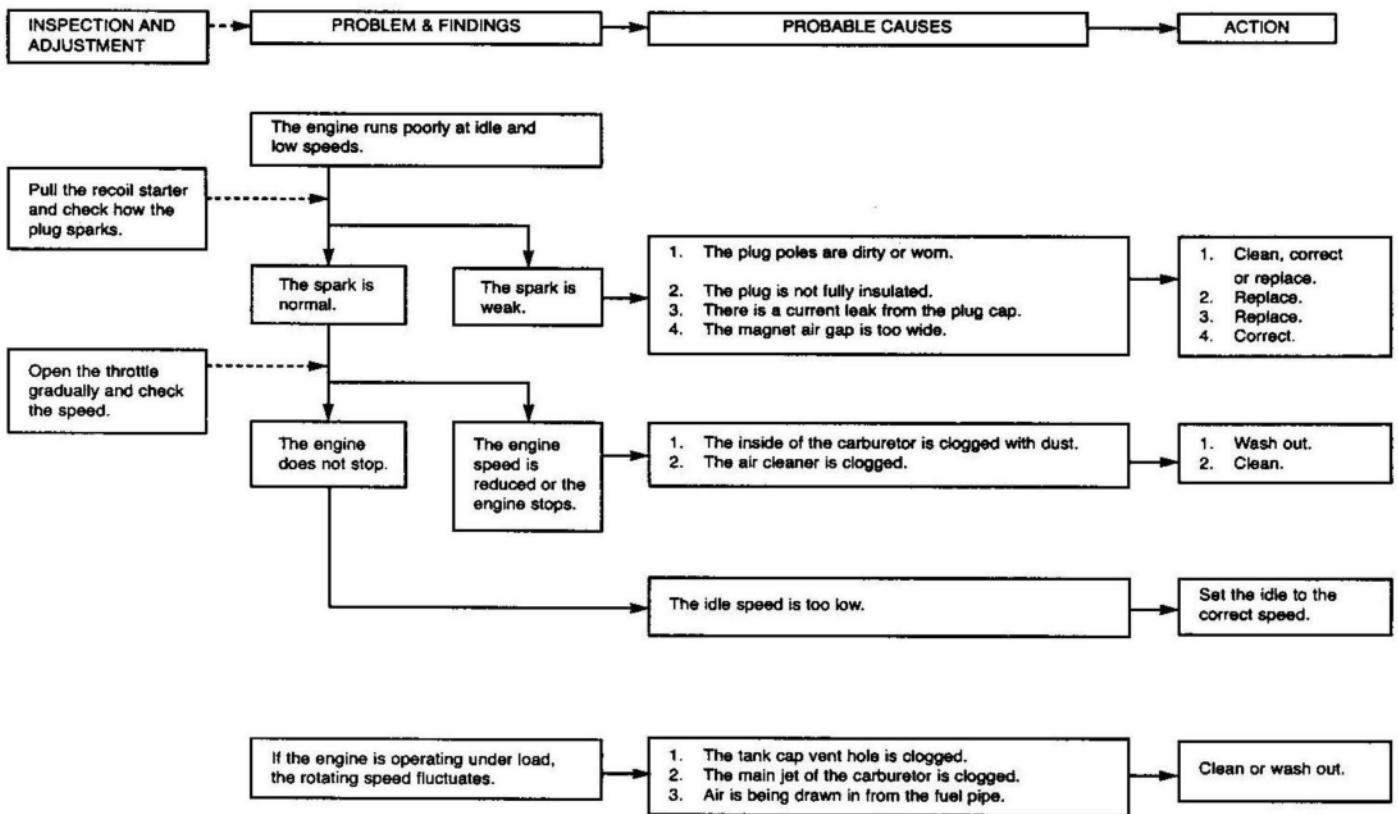 INSPECTION AND
ADJUSTMENT
PROBLEM & FINDINGS
PROBABLE CAUSES
ACTION
The engine runs poorly at idle and
low speeds.
Pull the recoil starter
and check how the
plug sparks.
The spark is
normal.
The spark is
weak.
1. The plug poles are dirty or worn.
2. The plug is not fully insulated.
3. There is a current leak from the plug cap.
4. The magnet air gap is too wide.
1. Clean, correct
or replace.
2. Replace.
3. Replace.
4. Correct.
Open the throttle
gradually and check
the speed.
The engine
does not stop.
The engine
speed is
reduced or the
engine stops.
1. The inside of the carburetor is clogged with dust.
2. The air cleaner is clogged.
1. Wash out.
2. Clean.
The idle speed is too low.
Set the idle to the
correct speed.
If the engine is operating under load,
the rotating speed fluctuates.
1. The tank cap vent hole is clogged.
2. The main jet of the carburetor is clogged.
3. Air is being drawn in from the fuel pipe.
Clean or wash out.